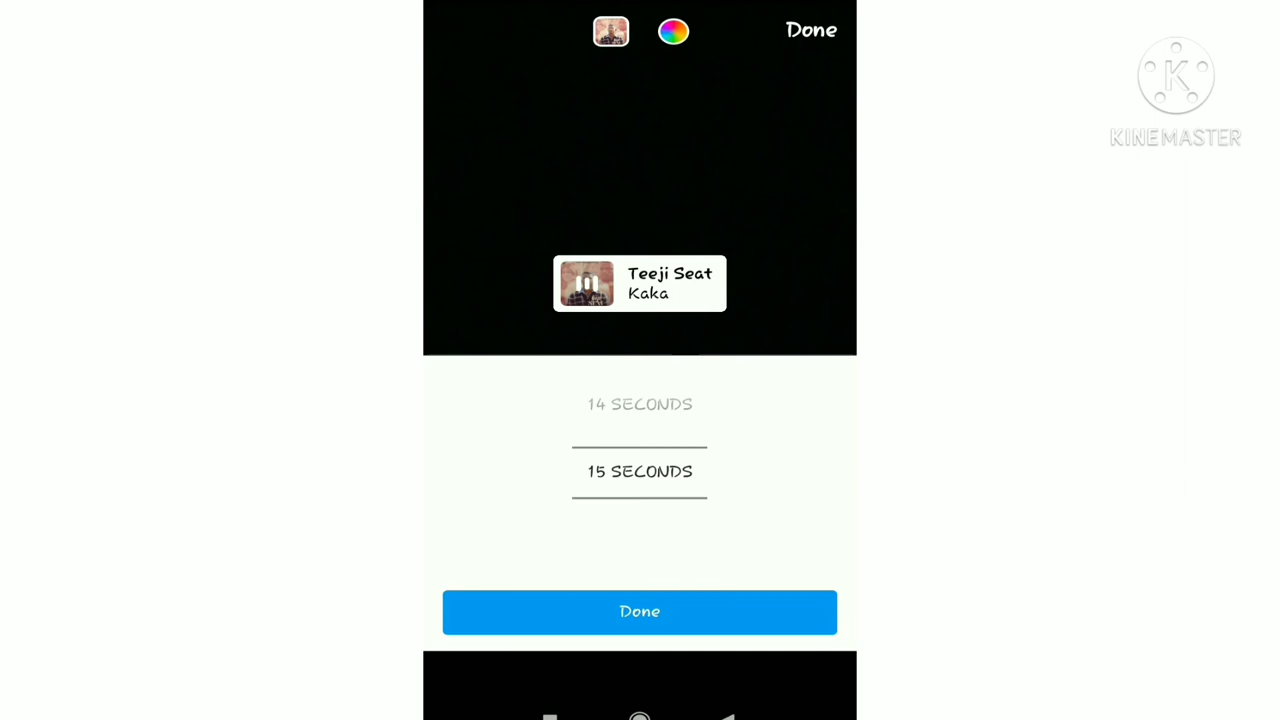 Done
K
KINEMASTER
Teeji Seat
Kaka
14 SECONDS
15 SECONDS
Done